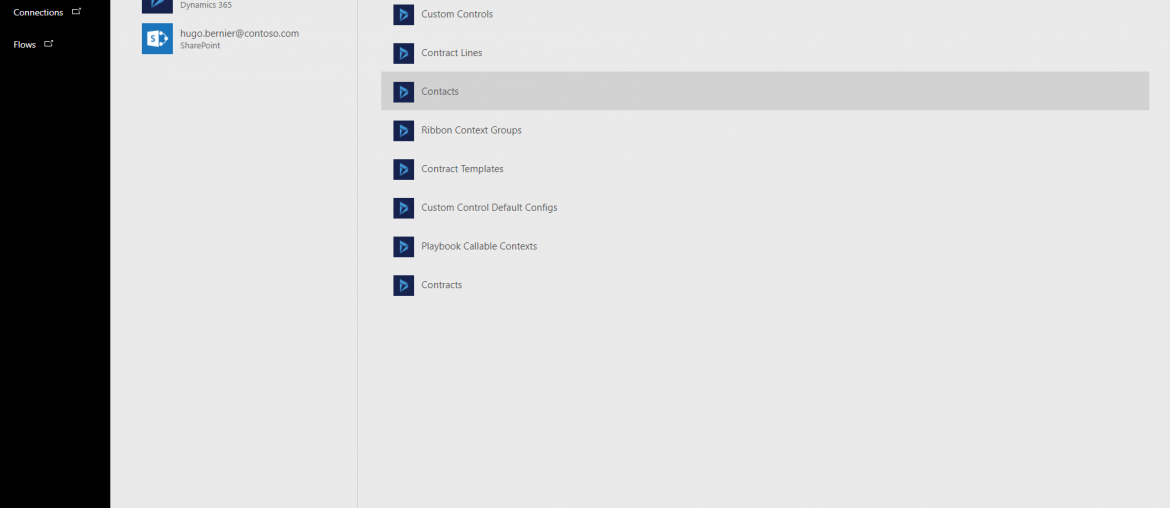 Connections
Flows
Dynamics 365
hugo.bernier@contoso.com
SharePoint
Custom Controls
Contract Lines
Contacts
Ribbon Context Groups
Contract Templates
Custom Control Default Configs
Playbook Callable Contexts
Contracts